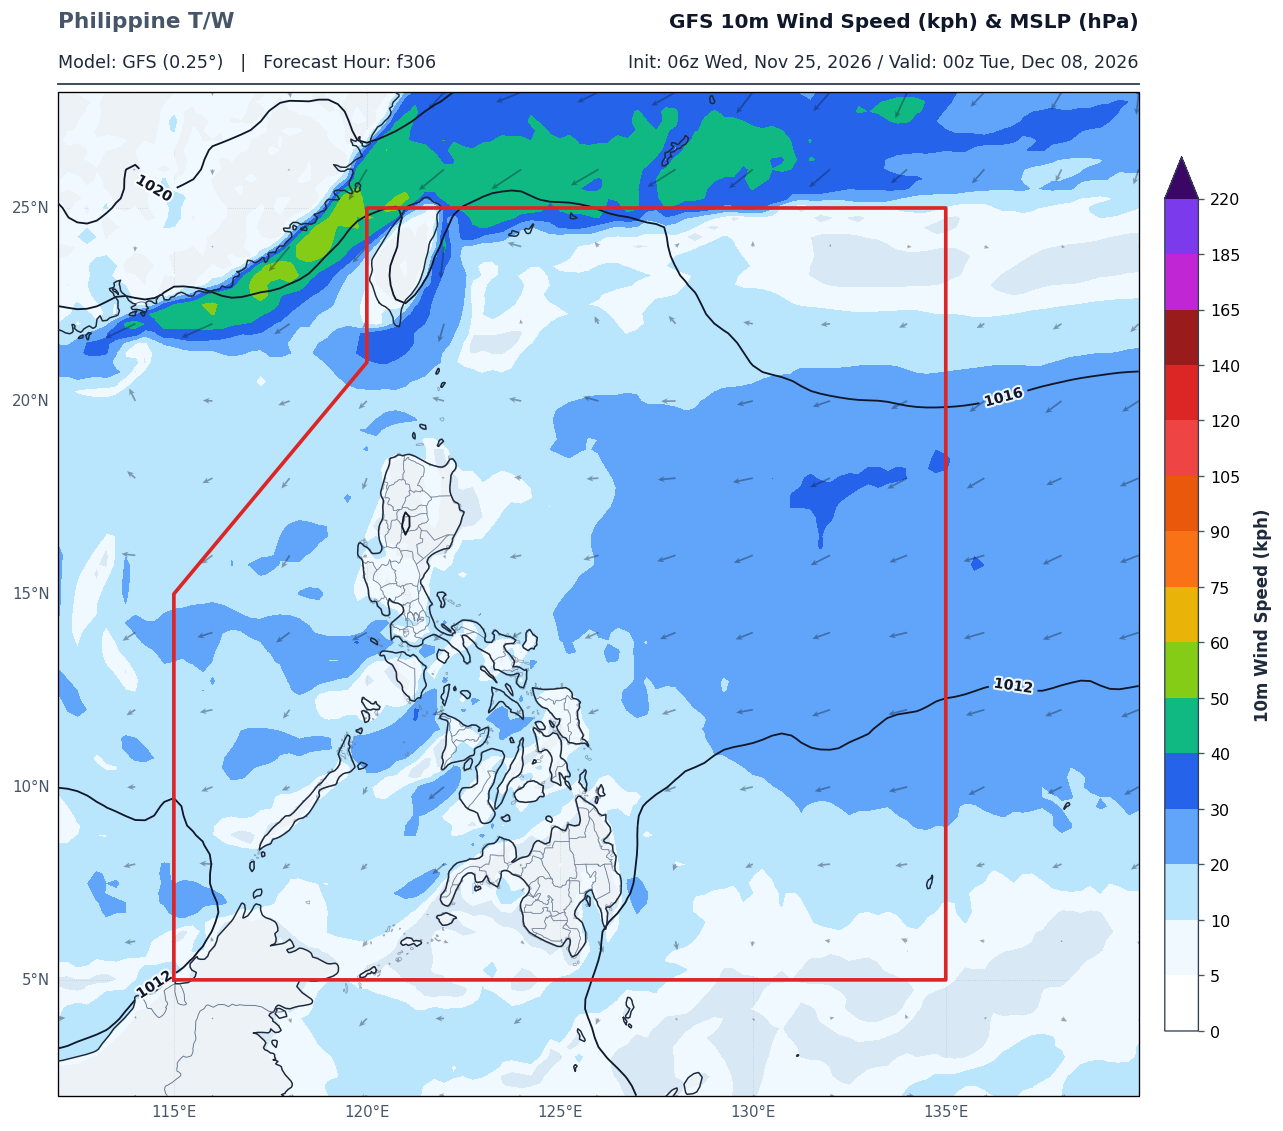 Philippine T/W
GFS 10m Wind Speed (kph) & MSLP (hPa)
Model: GFS (0.25°)   |   Forecast Hour: f306
Init: 06z Wed, Nov 25, 2026 / Valid: 00z Tue, Dec 08, 2026
1020
1016
1012
1012
25°N
20°N
15°N
10°N
5°N
115°E
120°E
125°E
130°E
135°E
220
185
165
140
120
105
90
75
60
50
40
30
20
10
5
0
10m Wind Speed (kph)